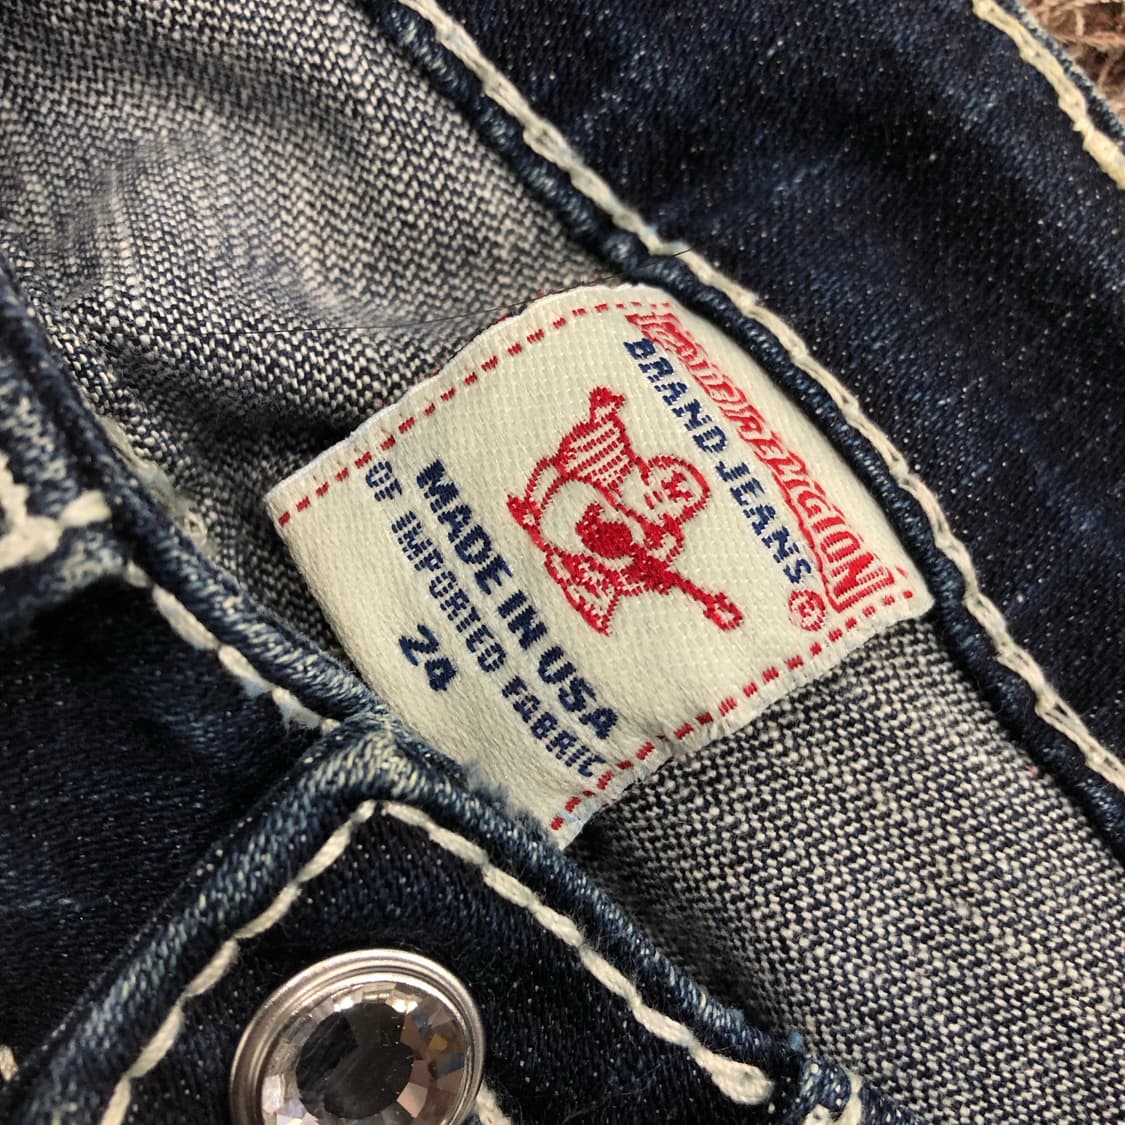 TRUE RELIGION
BRAND JEANS ®
MADE IN USA
OF IMPORTED FABRIC
24